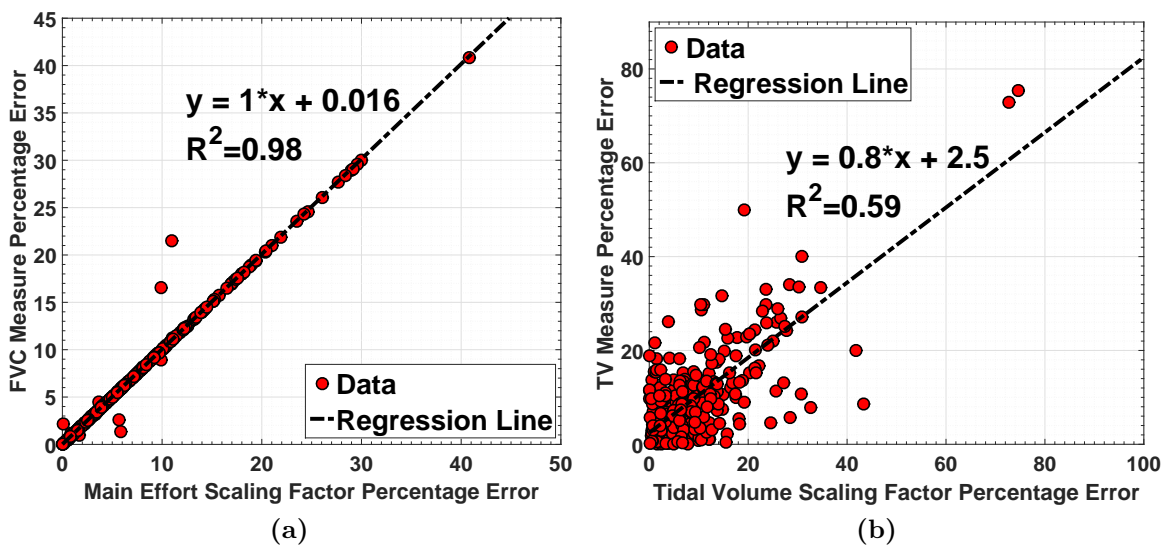 45
40
35
30
25
20
15
10
5
0
FVC Measure Percentage Error
y = 1*x + 0.016
R²=0.98
Data
Regression Line
0 10 20 30 40 50
Main Effort Scaling Factor Percentage Error
(a)
80
60
40
20
0
TV Measure Percentage Error
Data
Regression Line
y = 0.8*x + 2.5
R²=0.59
0 20 40 60 80 100
Tidal Volume Scaling Factor Percentage Error
(b)